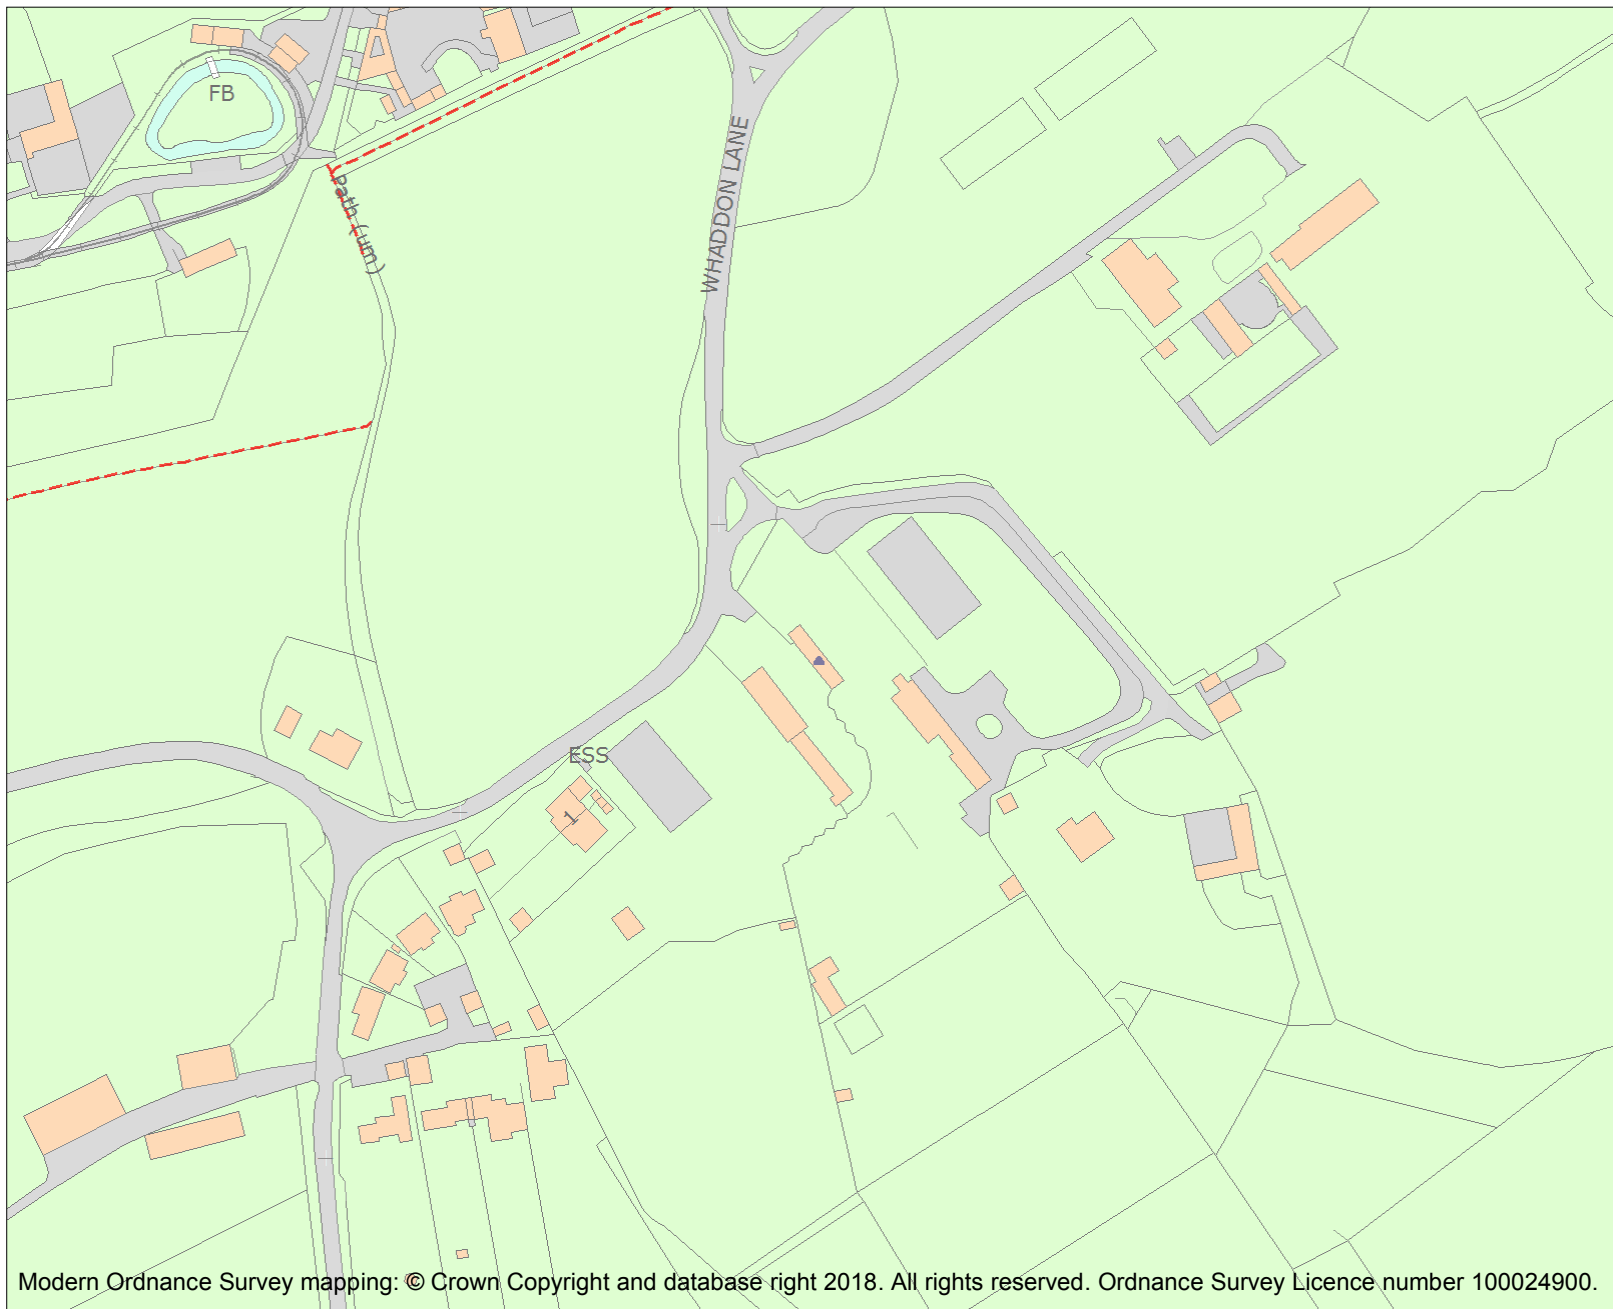 FB
Path (um)
WHADDON LANE
ESS
1
Modern Ordnance Survey mapping: © Crown Copyright and database right 2018. All rights reserved. Ordnance Survey Licence number 100024900.